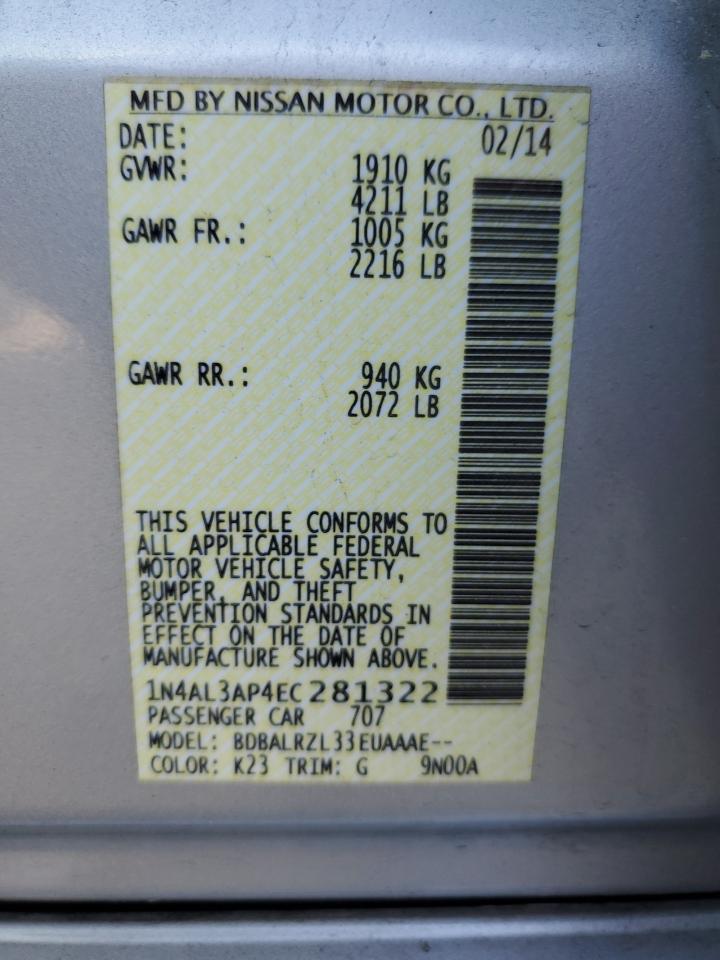 MFD BY NISSAN MOTOR CO., LTD.
DATE: 02/14
GVWR: 1910 KG
4211 LB
GAWR FR.: 1005 KG
2216 LB
GAWR RR.: 940 KG
2072 LB
THIS VEHICLE CONFORMS TO
ALL APPLICABLE FEDERAL
MOTOR VEHICLE SAFETY,
BUMPER, AND THEFT
PREVENTION STANDARDS IN
EFFECT ON THE DATE OF
MANUFACTURE SHOWN ABOVE.
1N4AL3AP4EC281322
PASSENGER CAR 707
MODEL: BDBALRZL33EUAAAE--
COLOR: K23 TRIM: G 9N00A